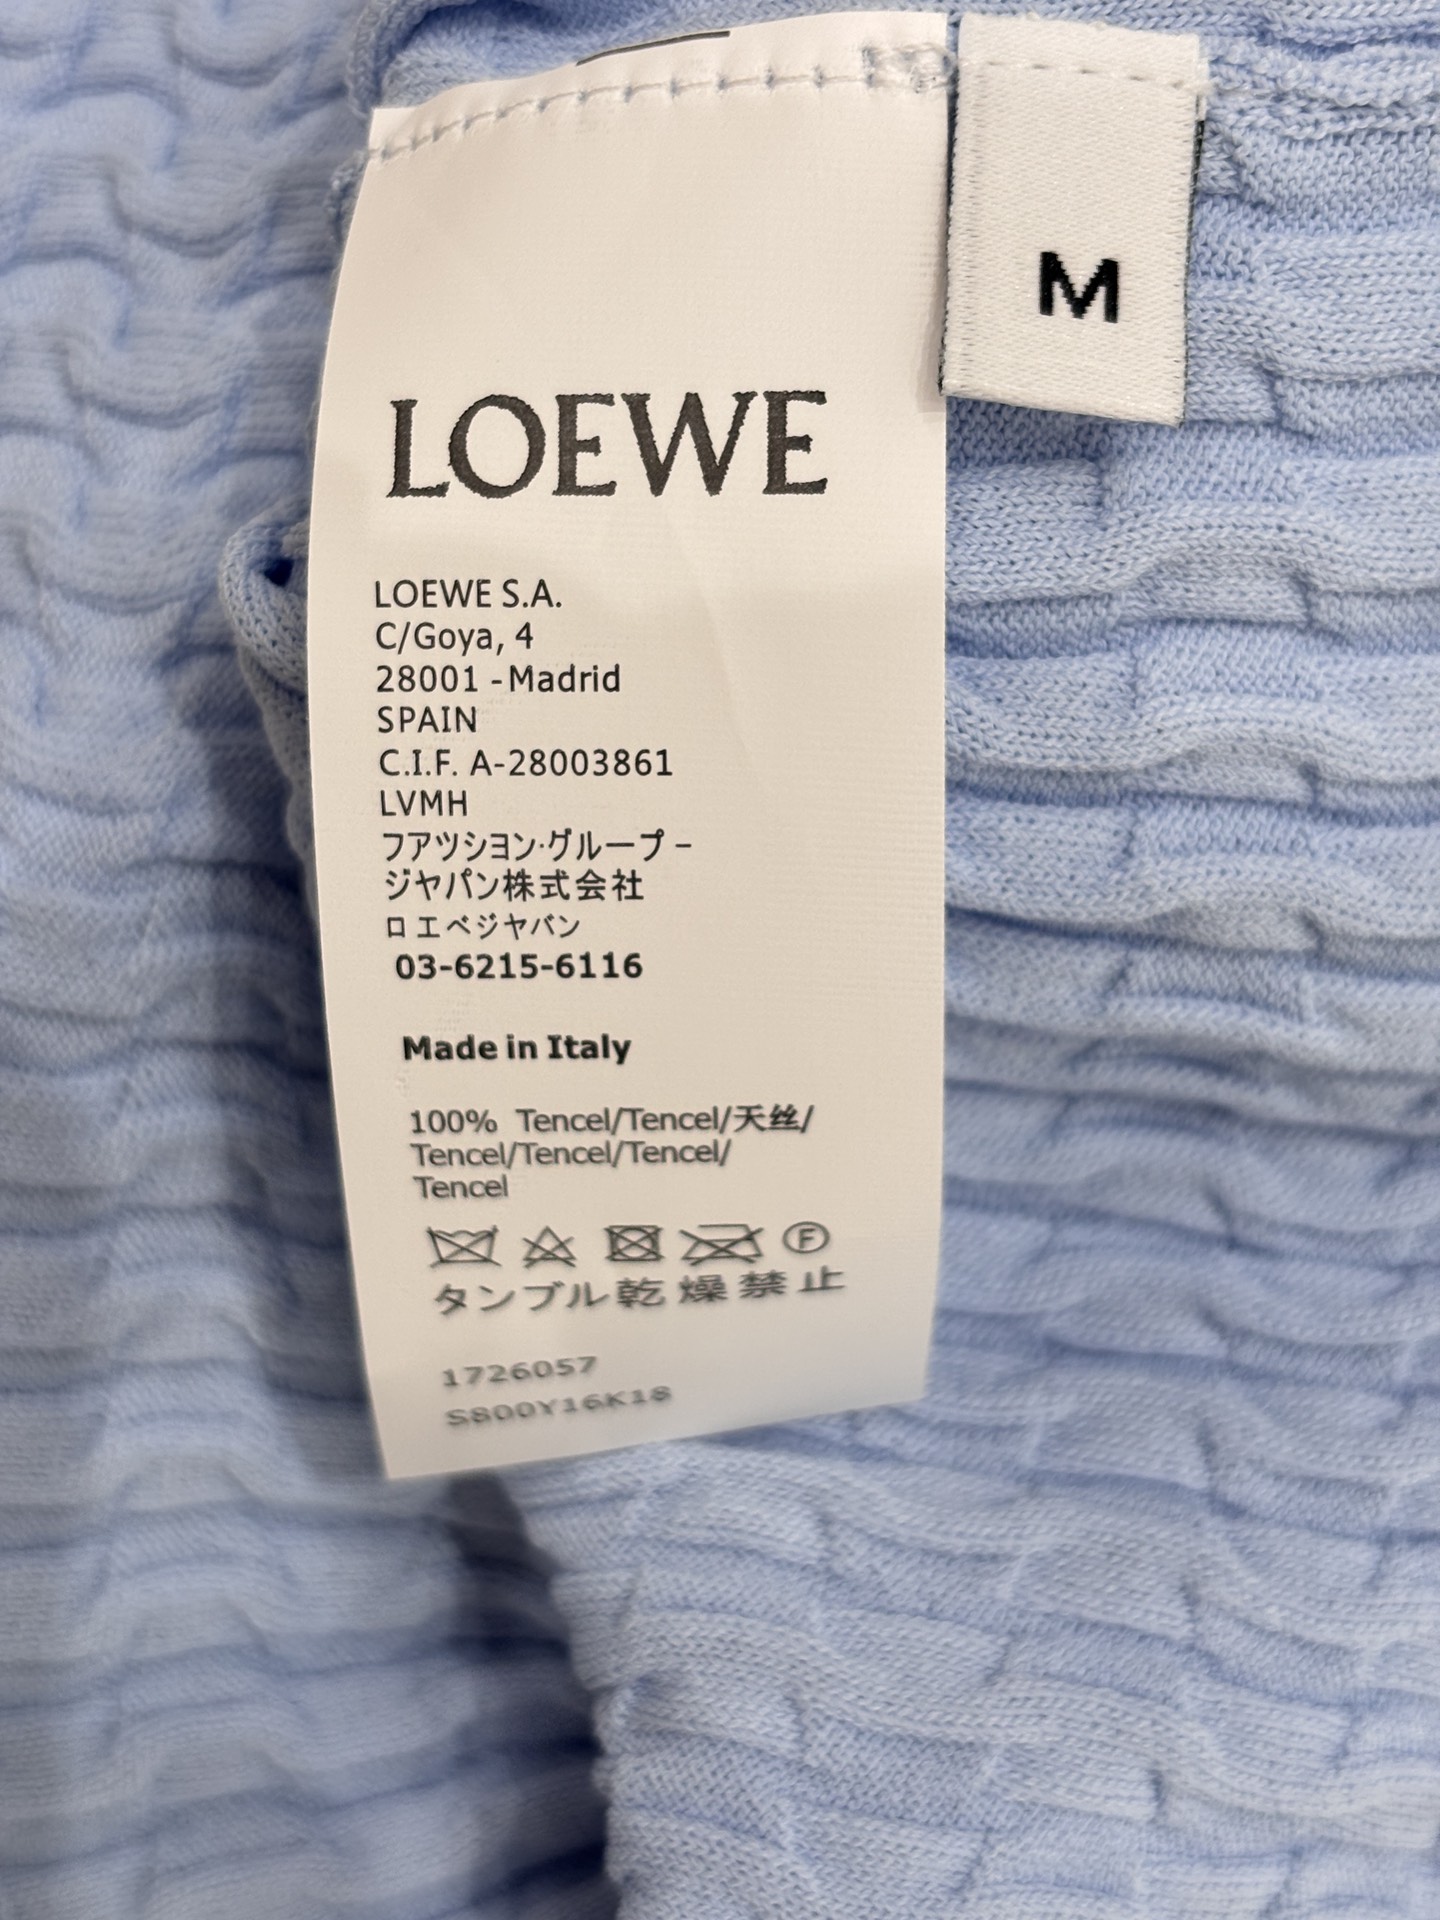 M
LOEWE
LOEWE S.A.
C/Goya, 4
28001 -Madrid
SPAIN
C.I.F. A-28003861
LVMH
フアツシヨン・グループ -
ジヤパン株式会社
ロエベジヤパン
03-6215-6116
Made in Italy
100% Tencel/Tencel/天丝/
Tencel/Tencel/Tencel/
Tencel
F
タンブル乾燥禁止
1726057
S800Y16K18